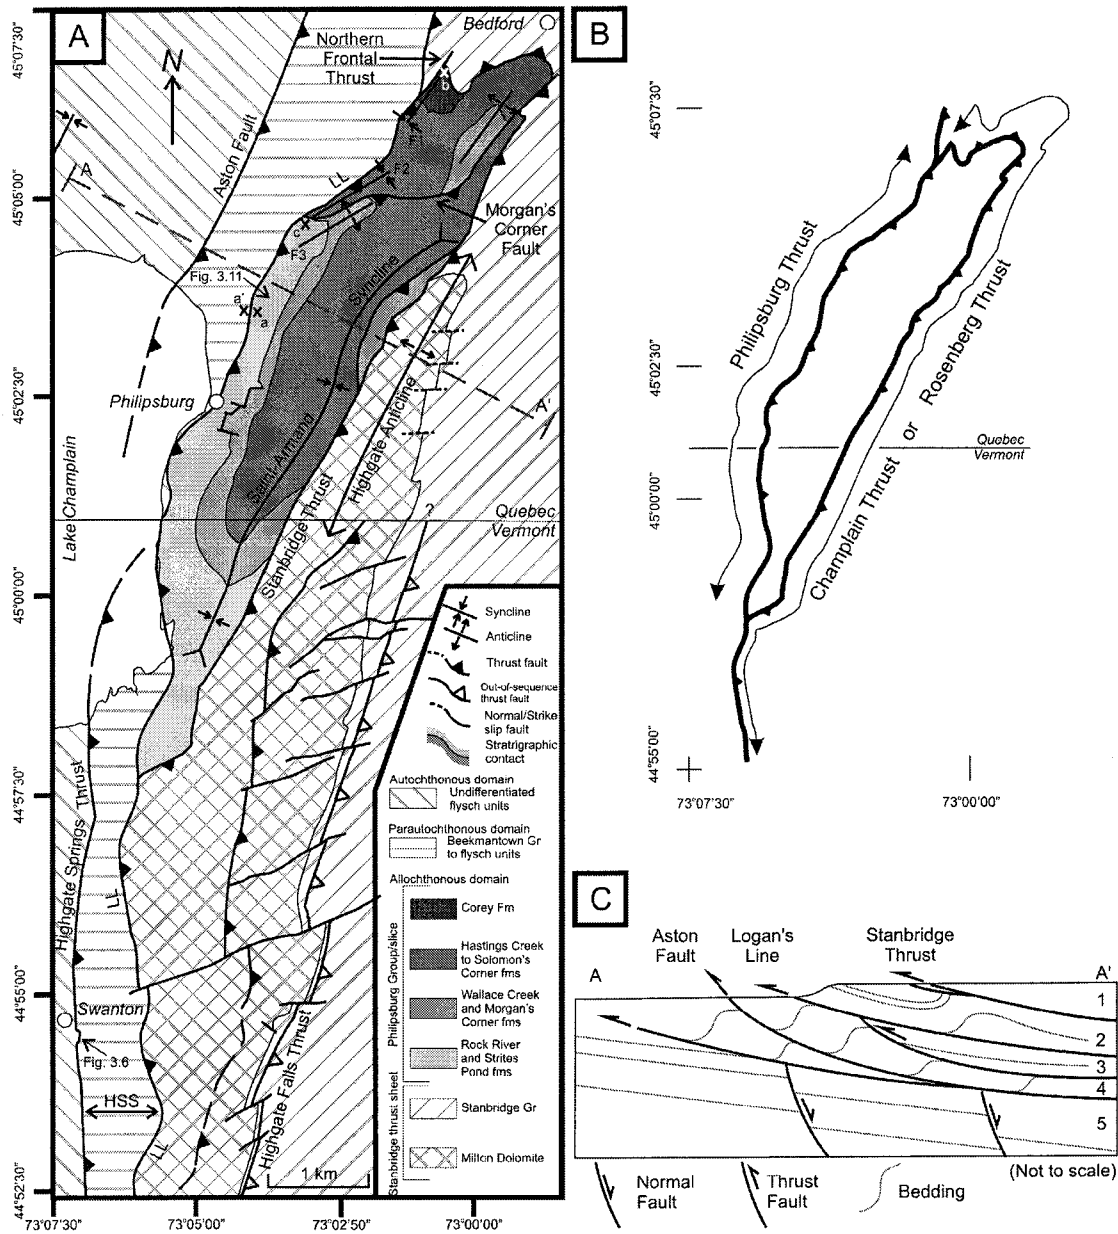 A
Bedford
Northern
Frontal
Thrust
b
N
Aston Fault
A
LL
F2
c
F3
Morgan's
Corner
Fault
Fig. 3.11
a'
a
Syncline
Saint-Armand
Philipsburg
Highgate Anticline
A'
Lake Champlain
Stanbridge Thrust
?
Quebec
Vermont
Highgate Springs Thrust
LL
Swanton
Fig. 3.6
HSS
LL
Highgate Falls Thrust
1 km
Syncline
Anticline
Thrust fault
Out-of-sequence
thrust fault
Normal/Strike
slip fault
Stratigraphic
contact
Autochthonous domain
Undifferentiated
flysch units
Parautochthonous domain
Beekmantown Gr
to flysch units
Allochthonous domain
Philipsburg Group/slice
Corey Fm
Hastings Creek
to Solomon's
Corner fms
Wallace Creek
and Morgan's
Corner fms
Rock River
and Strites
Pond fms
Stanbridge thrust sheet
Stanbridge Gr
Milton Dolomite
45°07'30"
45°05'00"
45°02'30"
45°00'00"
44°57'30"
44°55'00"
44°52'30"
73°07'30"
73°05'00"
73°02'50"
73°00'00"
B
45°07'30"
45°02'30"
45°00'00"
44°55'00"
Philipsburg Thrust
Champlain Thrust or Rosenberg Thrust
Quebec
Vermont
73°07'30"
73°00'00"
C
Aston
Fault
Logan's
Line
Stanbridge
Thrust
A
A'
1
2
3
4
5
(Not to scale)
Normal
Fault
Thrust
Fault
Bedding